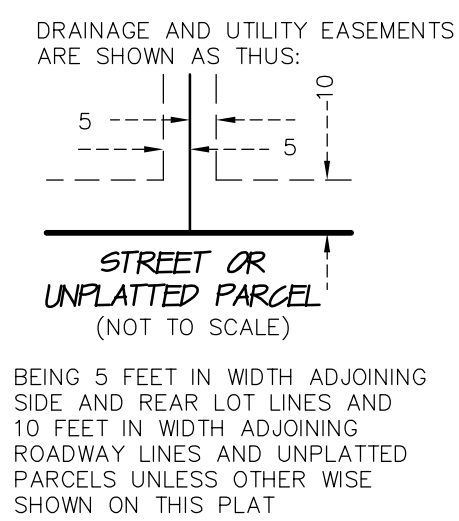 DRAINAGE AND UTILITY EASEMENTS
ARE SHOWN AS THUS:
10
5
5
STREET OR
UNPLATTED PARCEL
(NOT TO SCALE)
BEING 5 FEET IN WIDTH ADJOINING
SIDE AND REAR LOT LINES AND
10 FEET IN WIDTH ADJOINING
ROADWAY LINES AND UNPLATTED
PARCELS UNLESS OTHER WISE
SHOWN ON THIS PLAT